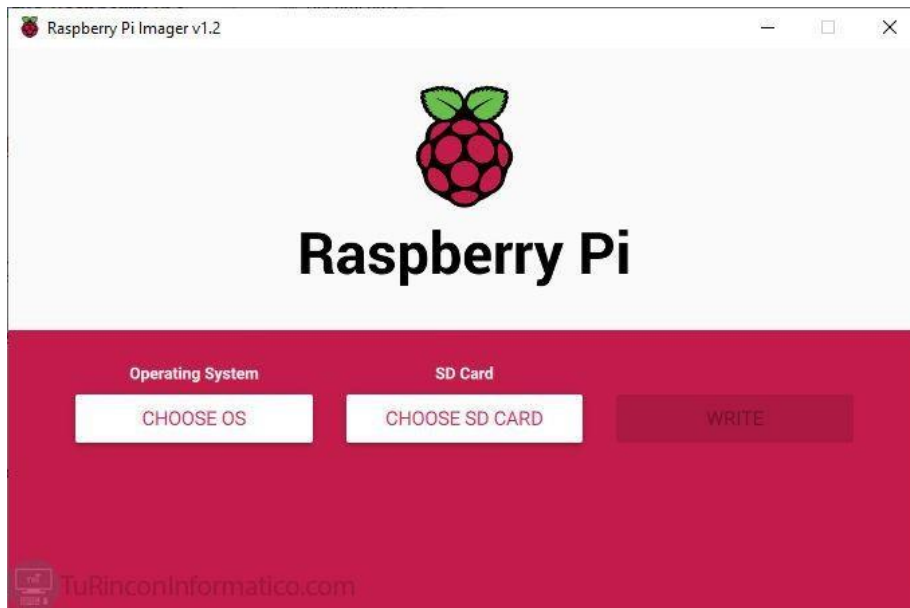 Raspberry Pi Imager v1.2
Raspberry Pi
Operating System
SD Card
CHOOSE OS
CHOOSE SD CARD
WRITE
TuRinconInformatico.com